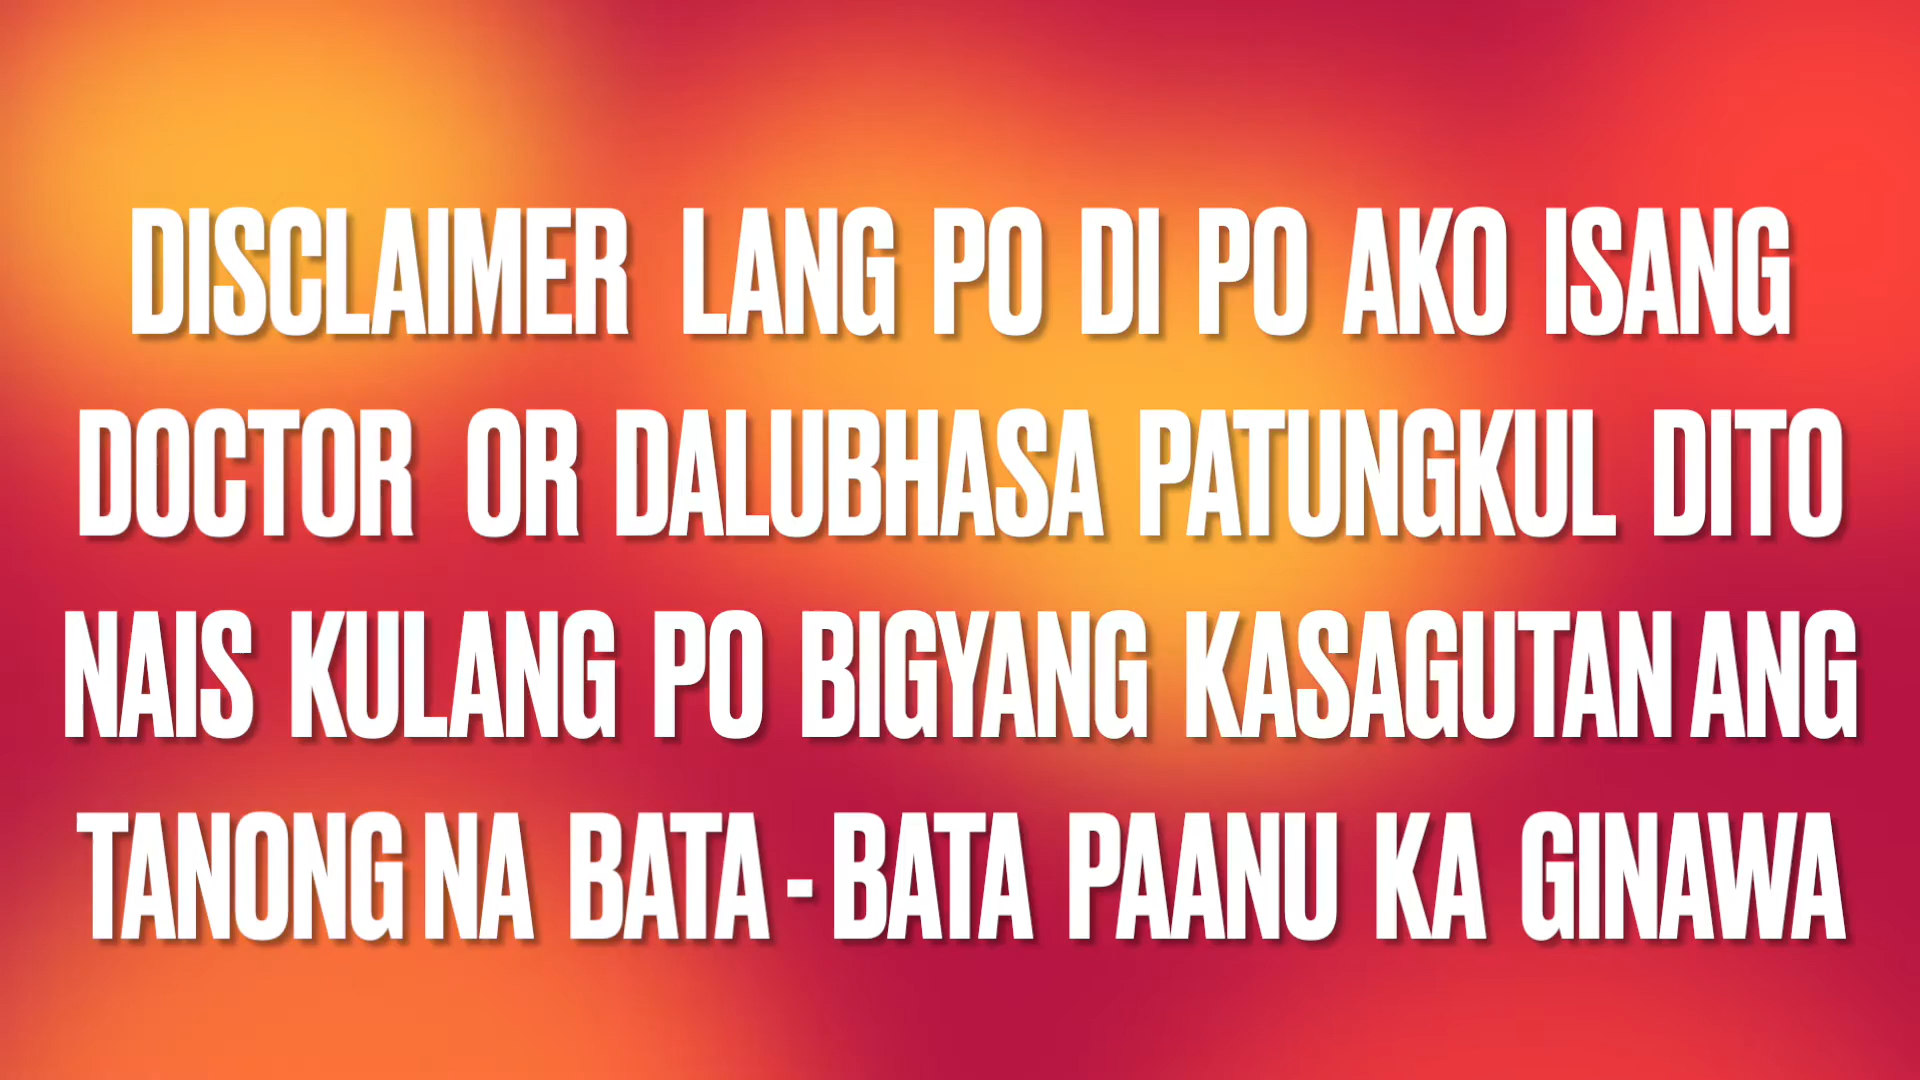 DISCLAIMER LANG PO DI PO AKO ISANG
DOCTOR OR DALUBHASA PATUNGKUL DITO
NAIS KULANG PO BIGYANG KASAGUTAN ANG
TANONG NA BATA - BATA PAANU KA GINAWA